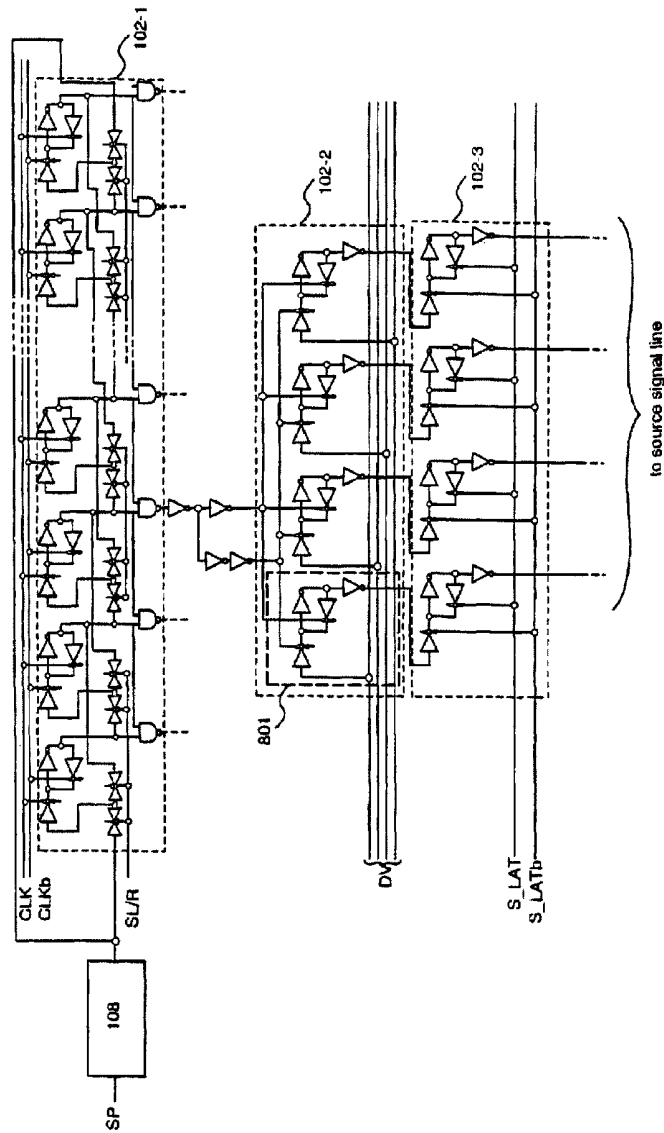 102-1
CLK
CLKb
SL/R
108
SP
102-2
801
102-3
DV
S_LAT
S_LATb
to source signal line